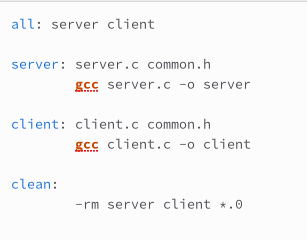 all: server client
server: server.c common.h
gcc server.c -o server
client: client.c common.h
gcc client.c -o client
clean:
-rm server client *.0